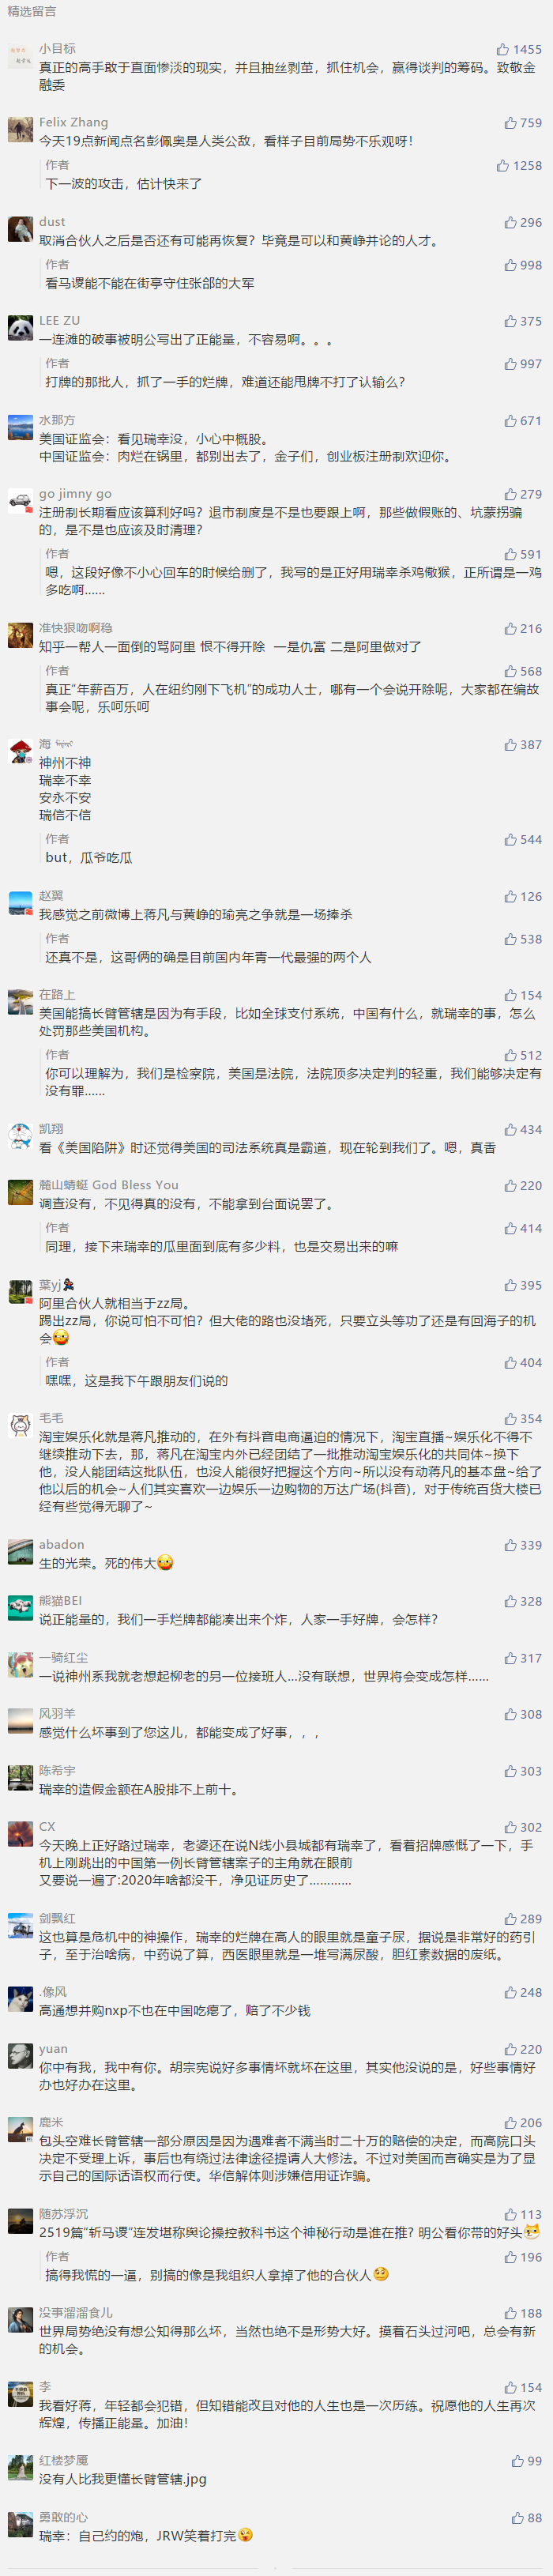 精选留言
小目标
1455
真正的高手敢于直面惨淡的现实，并且抽丝剥茧，抓住机会，赢得谈判的筹码。致敬金
融委
Felix Zhang
759
今天19点新闻点名彭佩奥是人类公敌，看样子目前局势不乐观呀！
作者
1258
下一波的攻击，估计快来了
dust
296
取消合伙人之后是否还有可能再恢复？毕竟是可以和黄峥并论的人才。
作者
998
看马谡能不能在街亭守住张郃的大军
LEE ZU
375
一连滩的破事被明公写出了正能量，不容易啊。。。
作者
997
打牌的那批人，抓了一手的烂牌，难道还能甩牌不打了认输么？
水那方
671
美国证监会：看见瑞幸没，小心中概股。
中国证监会：肉烂在锅里，都别出去了，金子们，创业板注册制欢迎你。
go jimny go
279
注册制长期看应该算利好吗？退市制度是不是也要跟上啊，那些做假账的、坑蒙拐骗
的，是不是也应该及时清理？
作者
591
嗯，这段好像不小心回车的时候给删了，我写的是正好用瑞幸杀鸡儆猴，正所谓是一鸡
多吃啊......
准快狠吻啊稳
216
知乎一帮人一面倒的骂阿里 恨不得开除 一是仇富 二是阿里做对了
作者
568
真正“年薪百万，人在纽约刚下飞机”的成功人士，哪有一个会说开除呢，大家都在编故
事会呢，乐呵乐呵
海
387
神州不神
瑞幸不幸
安永不安
瑞信不信
作者
544
but，瓜爷吃瓜
赵翼
126
我感觉之前微博上蒋凡与黄峥的瑜亮之争就是一场捧杀
作者
538
还真不是，这哥俩的确是目前国内年青一代最强的两个人
在路上
154
美国能搞长臂管辖是因为有手段，比如全球支付系统，中国有什么，就瑞幸的事，怎么
处罚那些美国机构。
作者
512
你可以理解为，我们是检察院，美国是法院，法院顶多决定判的轻重，我们能够决定有
没有罪......
凯翔
434
看《美国陷阱》时还觉得美国的司法系统真是霸道，现在轮到我们了。嗯，真香
麓山蜻蜓 God Bless You
220
调查没有，不见得真的没有，不能拿到台面说罢了。
作者
414
同理，接下来瑞幸的瓜里面到底有多少料，也是交易出来的嘛
葉yj
395
阿里合伙人就相当于zz局。
踢出zz局，你说可怕不可怕？但大佬的路也没堵死，只要立头等功了还是有回海子的机
会
作者
404
嘿嘿，这是我下午跟朋友们说的
毛毛
354
淘宝娱乐化就是蒋凡推动的，在外有抖音电商逼迫的情况下，淘宝直播~娱乐化不得不
继续推动下去，那，蒋凡在淘宝内外已经团结了一批推动淘宝娱乐化的共同体~换下
他，没人能团结这批队伍，也没人能很好把握这个方向~所以没有动蒋凡的基本盘~给了
他以后的机会~人们其实喜欢一边娱乐一边购物的万达广场(抖音)，对于传统百货大楼已
经有些觉得无聊了~
abadon
339
生的光荣。死的伟大
熊猫BEI
328
说正能量的，我们一手烂牌都能凑出来个炸，人家一手好牌，会怎样？
一骑红尘
317
一说神州系我就老想起柳老的另一位接班人...没有联想，世界将会变成怎样......
风羽羊
308
感觉什么坏事到了您这儿，都能变成了好事，，，
陈希宇
303
瑞幸的造假金额在A股排不上前十。
CX
302
今天晚上正好路过瑞幸，老婆还在说N线小县城都有瑞幸了，看着招牌感慨了一下，手
机上刚跳出的中国第一例长臂管辖案子的主角就在眼前
又要说一遍了:2020年啥都没干，净见证历史了............
剑飘红
289
这也算是危机中的神操作，瑞幸的烂牌在高人的眼里就是童子尿，据说是非常好的药引
子，至于治啥病，中药说了算，西医眼里就是一堆写满尿酸，胆红素数据的废纸。
.像风
248
高通想并购nxp不也在中国吃瘪了，赔了不少钱
yuan
220
你中有我，我中有你。胡宗宪说好多事情坏就坏在这里，其实他没说的是，好些事情好
办也好办在这里。
鹿米
206
包头空难长臂管辖一部分原因是因为遇难者不满当时二十万的赔偿的决定，而高院口头
决定不受理上诉，事后也有绕过法律途径提请人大修法。不过对美国而言确实是为了显
示自己的国际话语权而行使。华信解体则涉嫌信用证诈骗。
随苏浮沉
113
2519篇“斩马谡”连发堪称舆论操控教科书这个神秘行动是谁在推？明公看你带的好头
作者
196
搞得我慌的一逼，别搞的像是我组织人拿掉了他的合伙人
没事溜溜食儿
188
世界局势绝没有想公知得那么坏，当然也绝不是形势大好。摸着石头过河吧，总会有新
的机会。
李
154
我看好蒋，年轻都会犯错，但知错能改且对他的人生也是一次历练。祝愿他的人生再次
辉煌，传播正能量。加油！
红楼梦魇
99
没有人比我更懂长臂管辖.jpg
勇敢的心
88
瑞幸：自己约的炮，JRW笑着打完